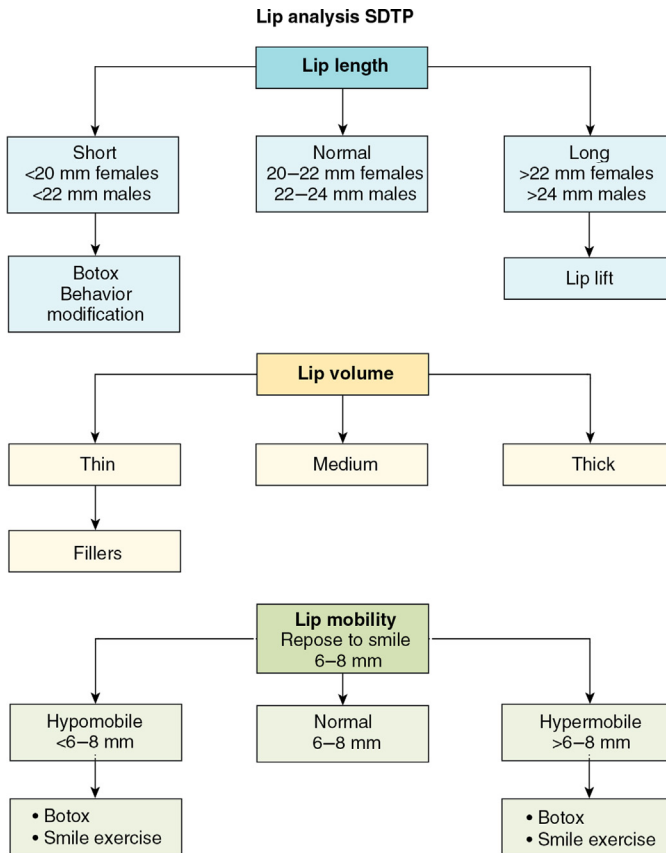 Lip analysis SDTP
Lip length
Short
<20 mm females
<22 mm males
Normal
20–22 mm females
22–24 mm males
Long
>22 mm females
>24 mm males
Botox
Behavior
modification
Lip lift
Lip volume
Thin
Medium
Thick
Fillers
Lip mobility
Repose to smile
6–8 mm
Hypomobile
<6–8 mm
Normal
6–8 mm
Hypermobile
>6–8 mm
• Botox
• Smile exercise
• Botox
• Smile exercise